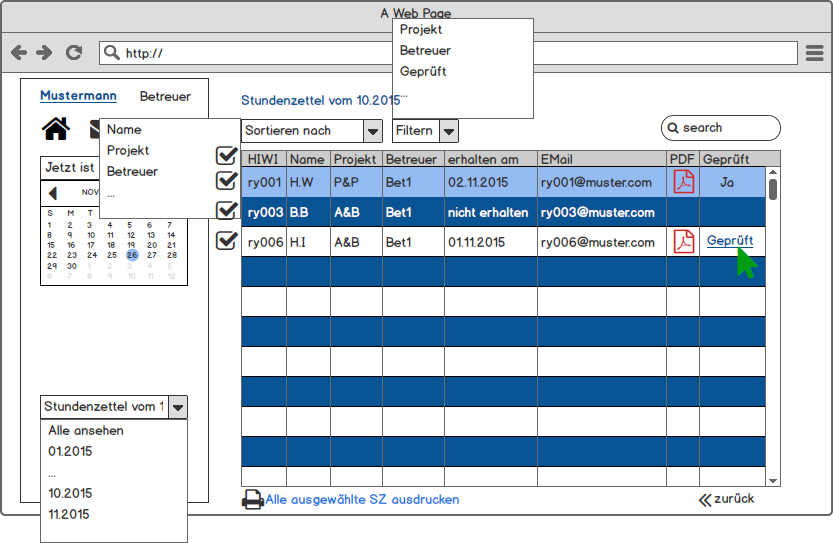 A Web Page
http://
Projekt
Betreuer
Geprüft
...
Mustermann
Betreuer
Name
Projekt
Betreuer
...
Jetzt ist
NOV
S M T
1 2 3 4 5 6 7
8 9 10 11 12 13 14
15 16 17 18 19 20 21
22 23 24 25 26 27 28
29 30 1 2 3 4 5
6 7 8 9 10 11 12
Stundenzettel vom 1
Alle ansehen
01.2015
...
10.2015
11.2015
Stundenzettel vom 10.2015
Sortieren nach
Filtern
search
HIWI Name Projekt Betreuer erhalten am EMail PDF Geprüft
ry001 H.W P&P Bet1 02.11.2015 ry001@muster.com Ja
ry003 B.B A&B Bet1 nicht erhalten ry003@muster.com
ry006 H.I A&B Bet1 01.11.2015 ry006@muster.com Geprüft
Alle ausgewählte SZ ausdrucken
zurück